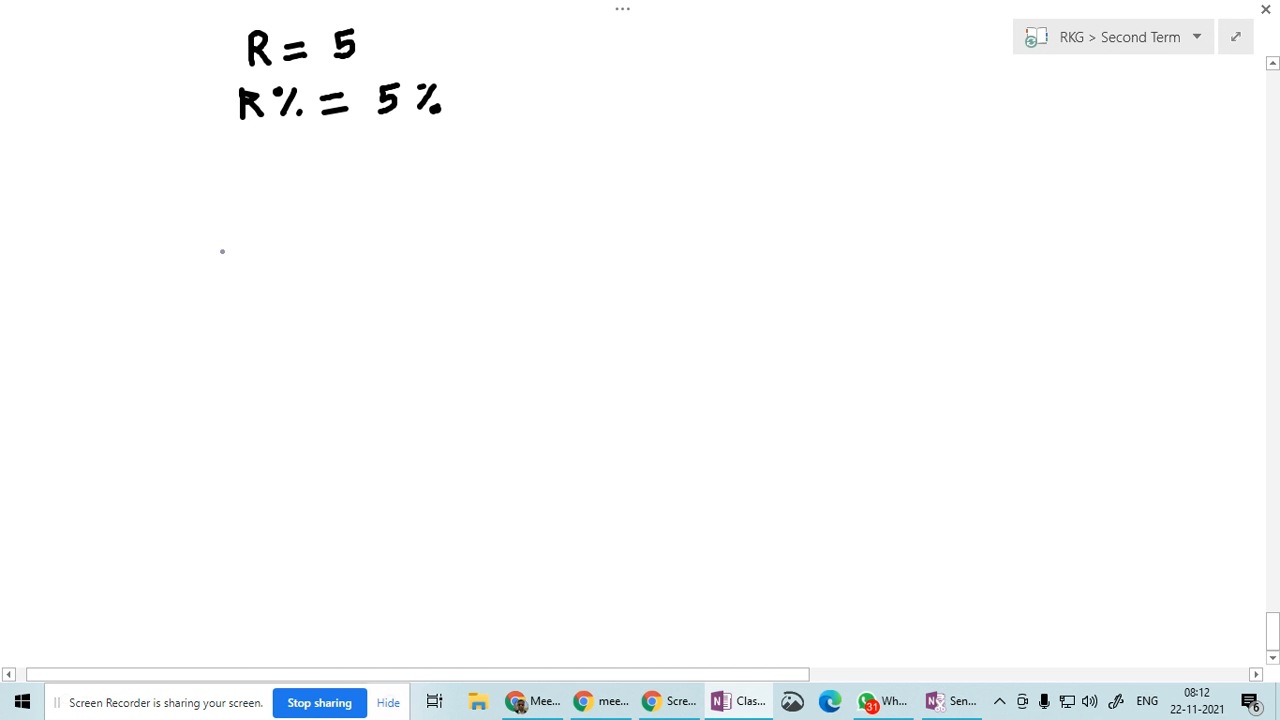 R = 5
R% = 5%
RKG > Second Term
Screen Recorder is sharing your screen.
Stop sharing
Hide
Mee...
mee...
Scre...
Clas...
31
Wh...
Sen...
ENG
08:12
22-11-2021
6